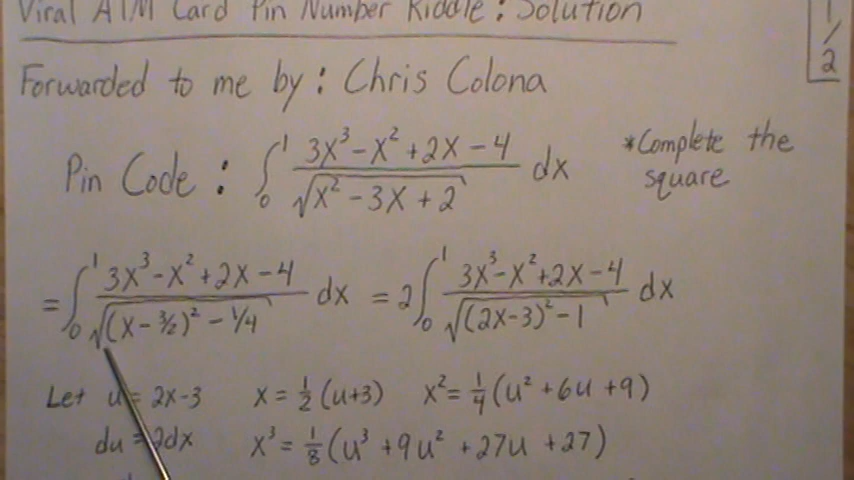 Viral ATM Card Pin Number Riddle: Solution
1/2
Forwarded to me by: Chris Colona
Pin Code: ∫₀¹ (3x³ - x² + 2x - 4)/√(x² - 3x + 2) dx *Complete the square
= ∫₀¹ (3x³ - x² + 2x - 4)/√((x - 3/2)² - 1/4) dx = 2∫₀¹ (3x³ - x² + 2x - 4)/√((2x-3)² - 1) dx
Let u = 2x-3 x = 1/2 (u+3) x² = 1/4 (u² + 6u + 9)
du = 2dx x³ = 1/8 (u³ + 9u² + 27u + 27)